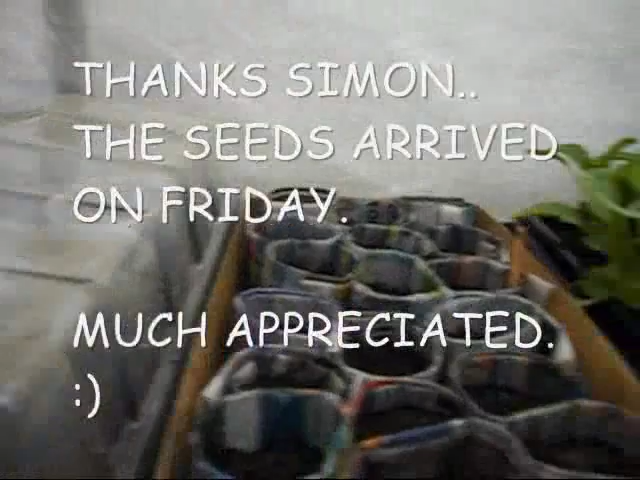 THANKS SIMON..
THE SEEDS ARRIVED
ON FRIDAY.
MUCH APPRECIATED.
:)